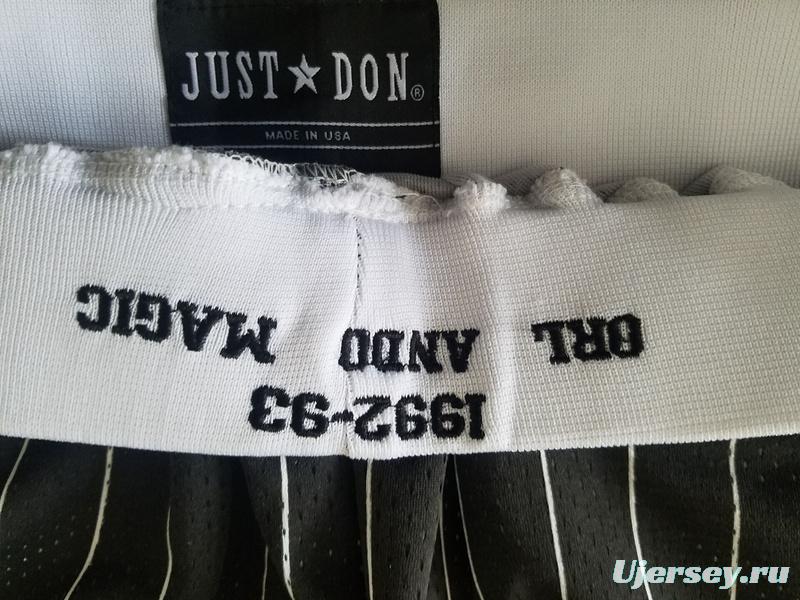 JUST★DON®
MADE IN USA
ORL ANDO MAGIC
1992-93
Ujersey.ru